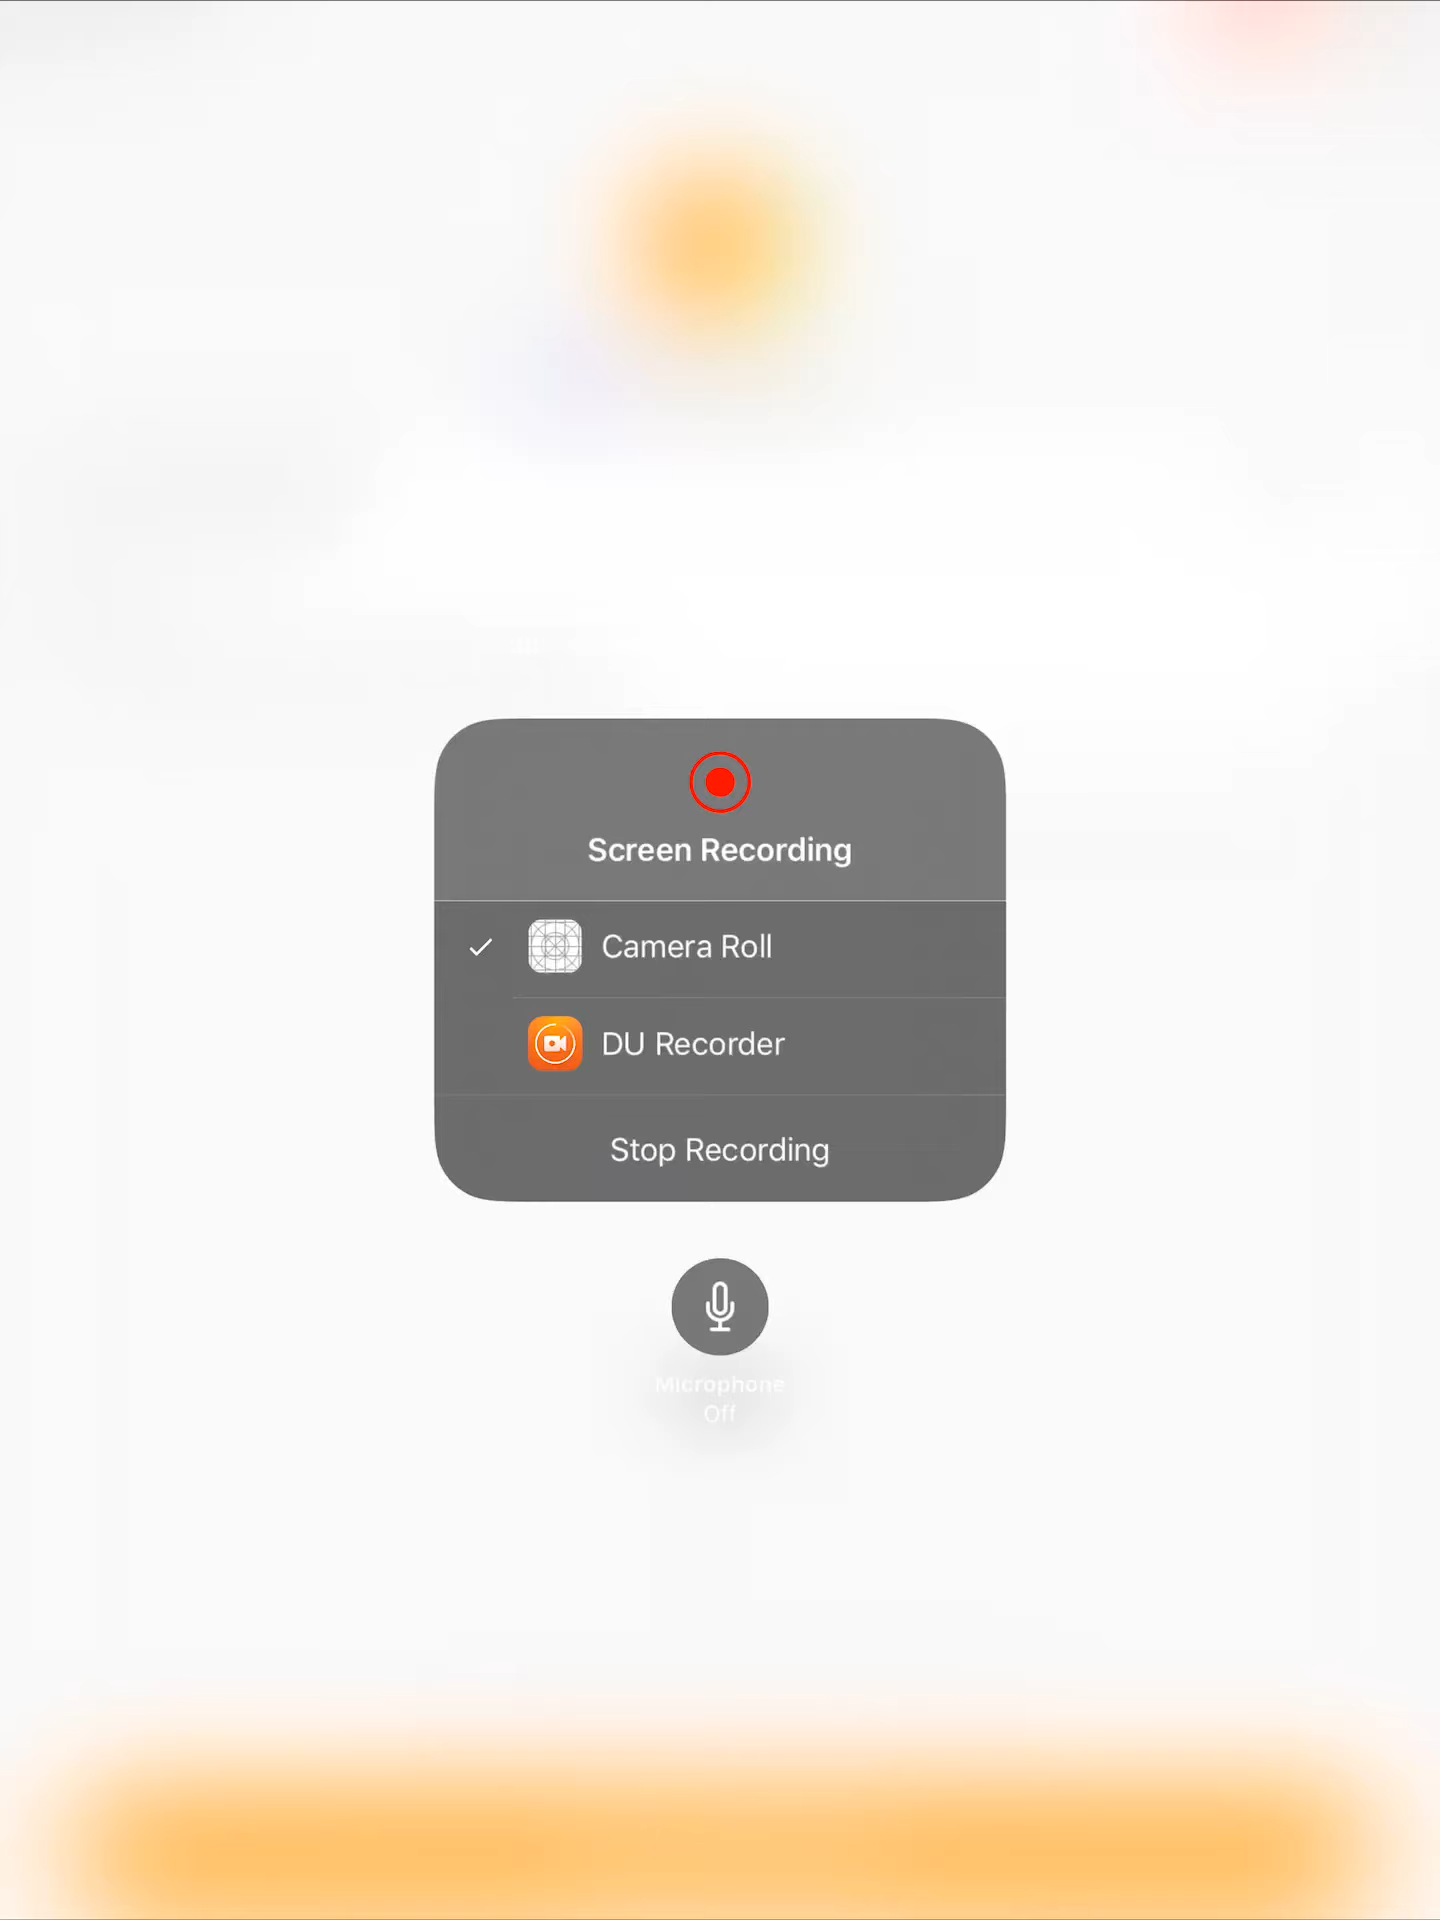 Screen Recording
Camera Roll
DU Recorder
Stop Recording
Microphone
Off